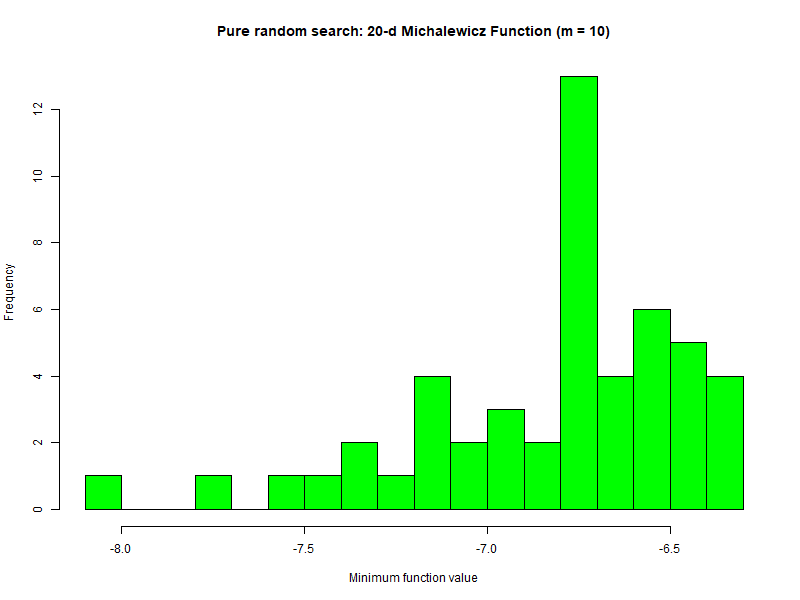 Pure random search: 20-d Michalewicz Function (m = 10)
Frequency
12
10
8
6
4
2
0
-8.0 -7.5 -7.0 -6.5
Minimum function value